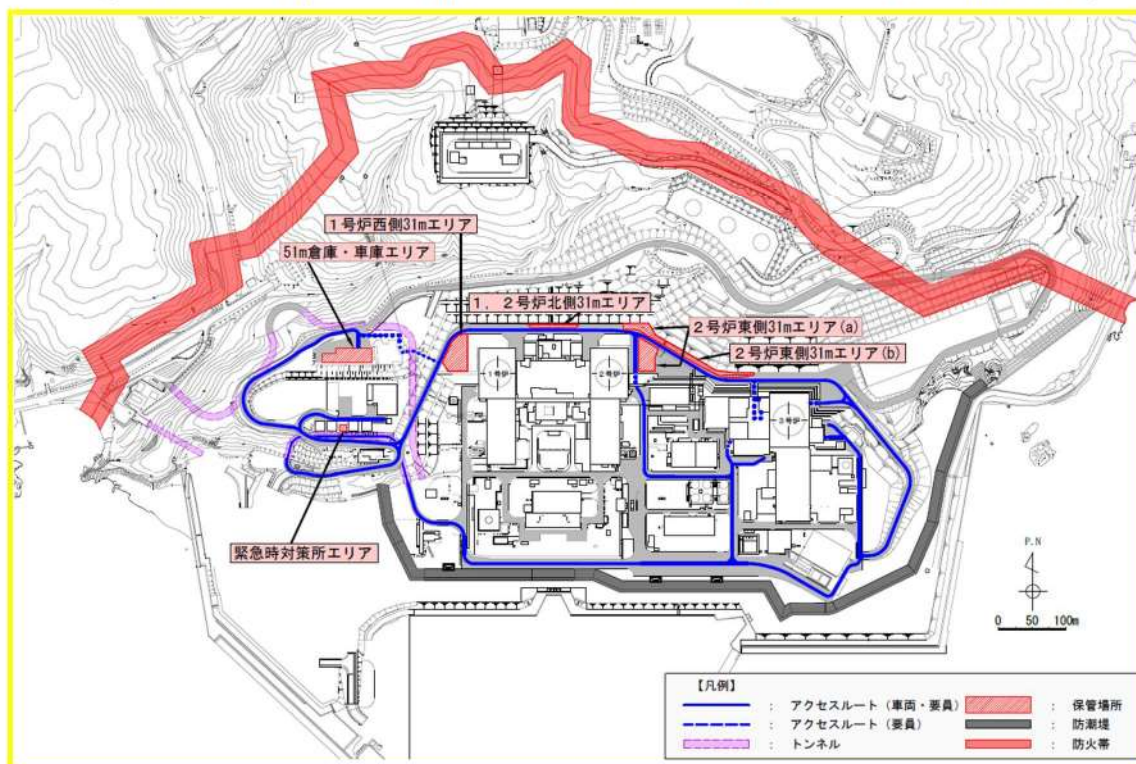 1号炉西側31mエリア
51m倉庫・車庫エリア
1，2号炉北側31mエリア
2号炉東側31mエリア(a)
2号炉東側31mエリア(b)
1号炉
2号炉
3号炉
緊急時対策所エリア
P.N
0 50 100m
【凡例】
： アクセスルート（車両・要員）
： 保管場所
： アクセスルート（要員）
： 防潮堤
： トンネル
： 防火帯